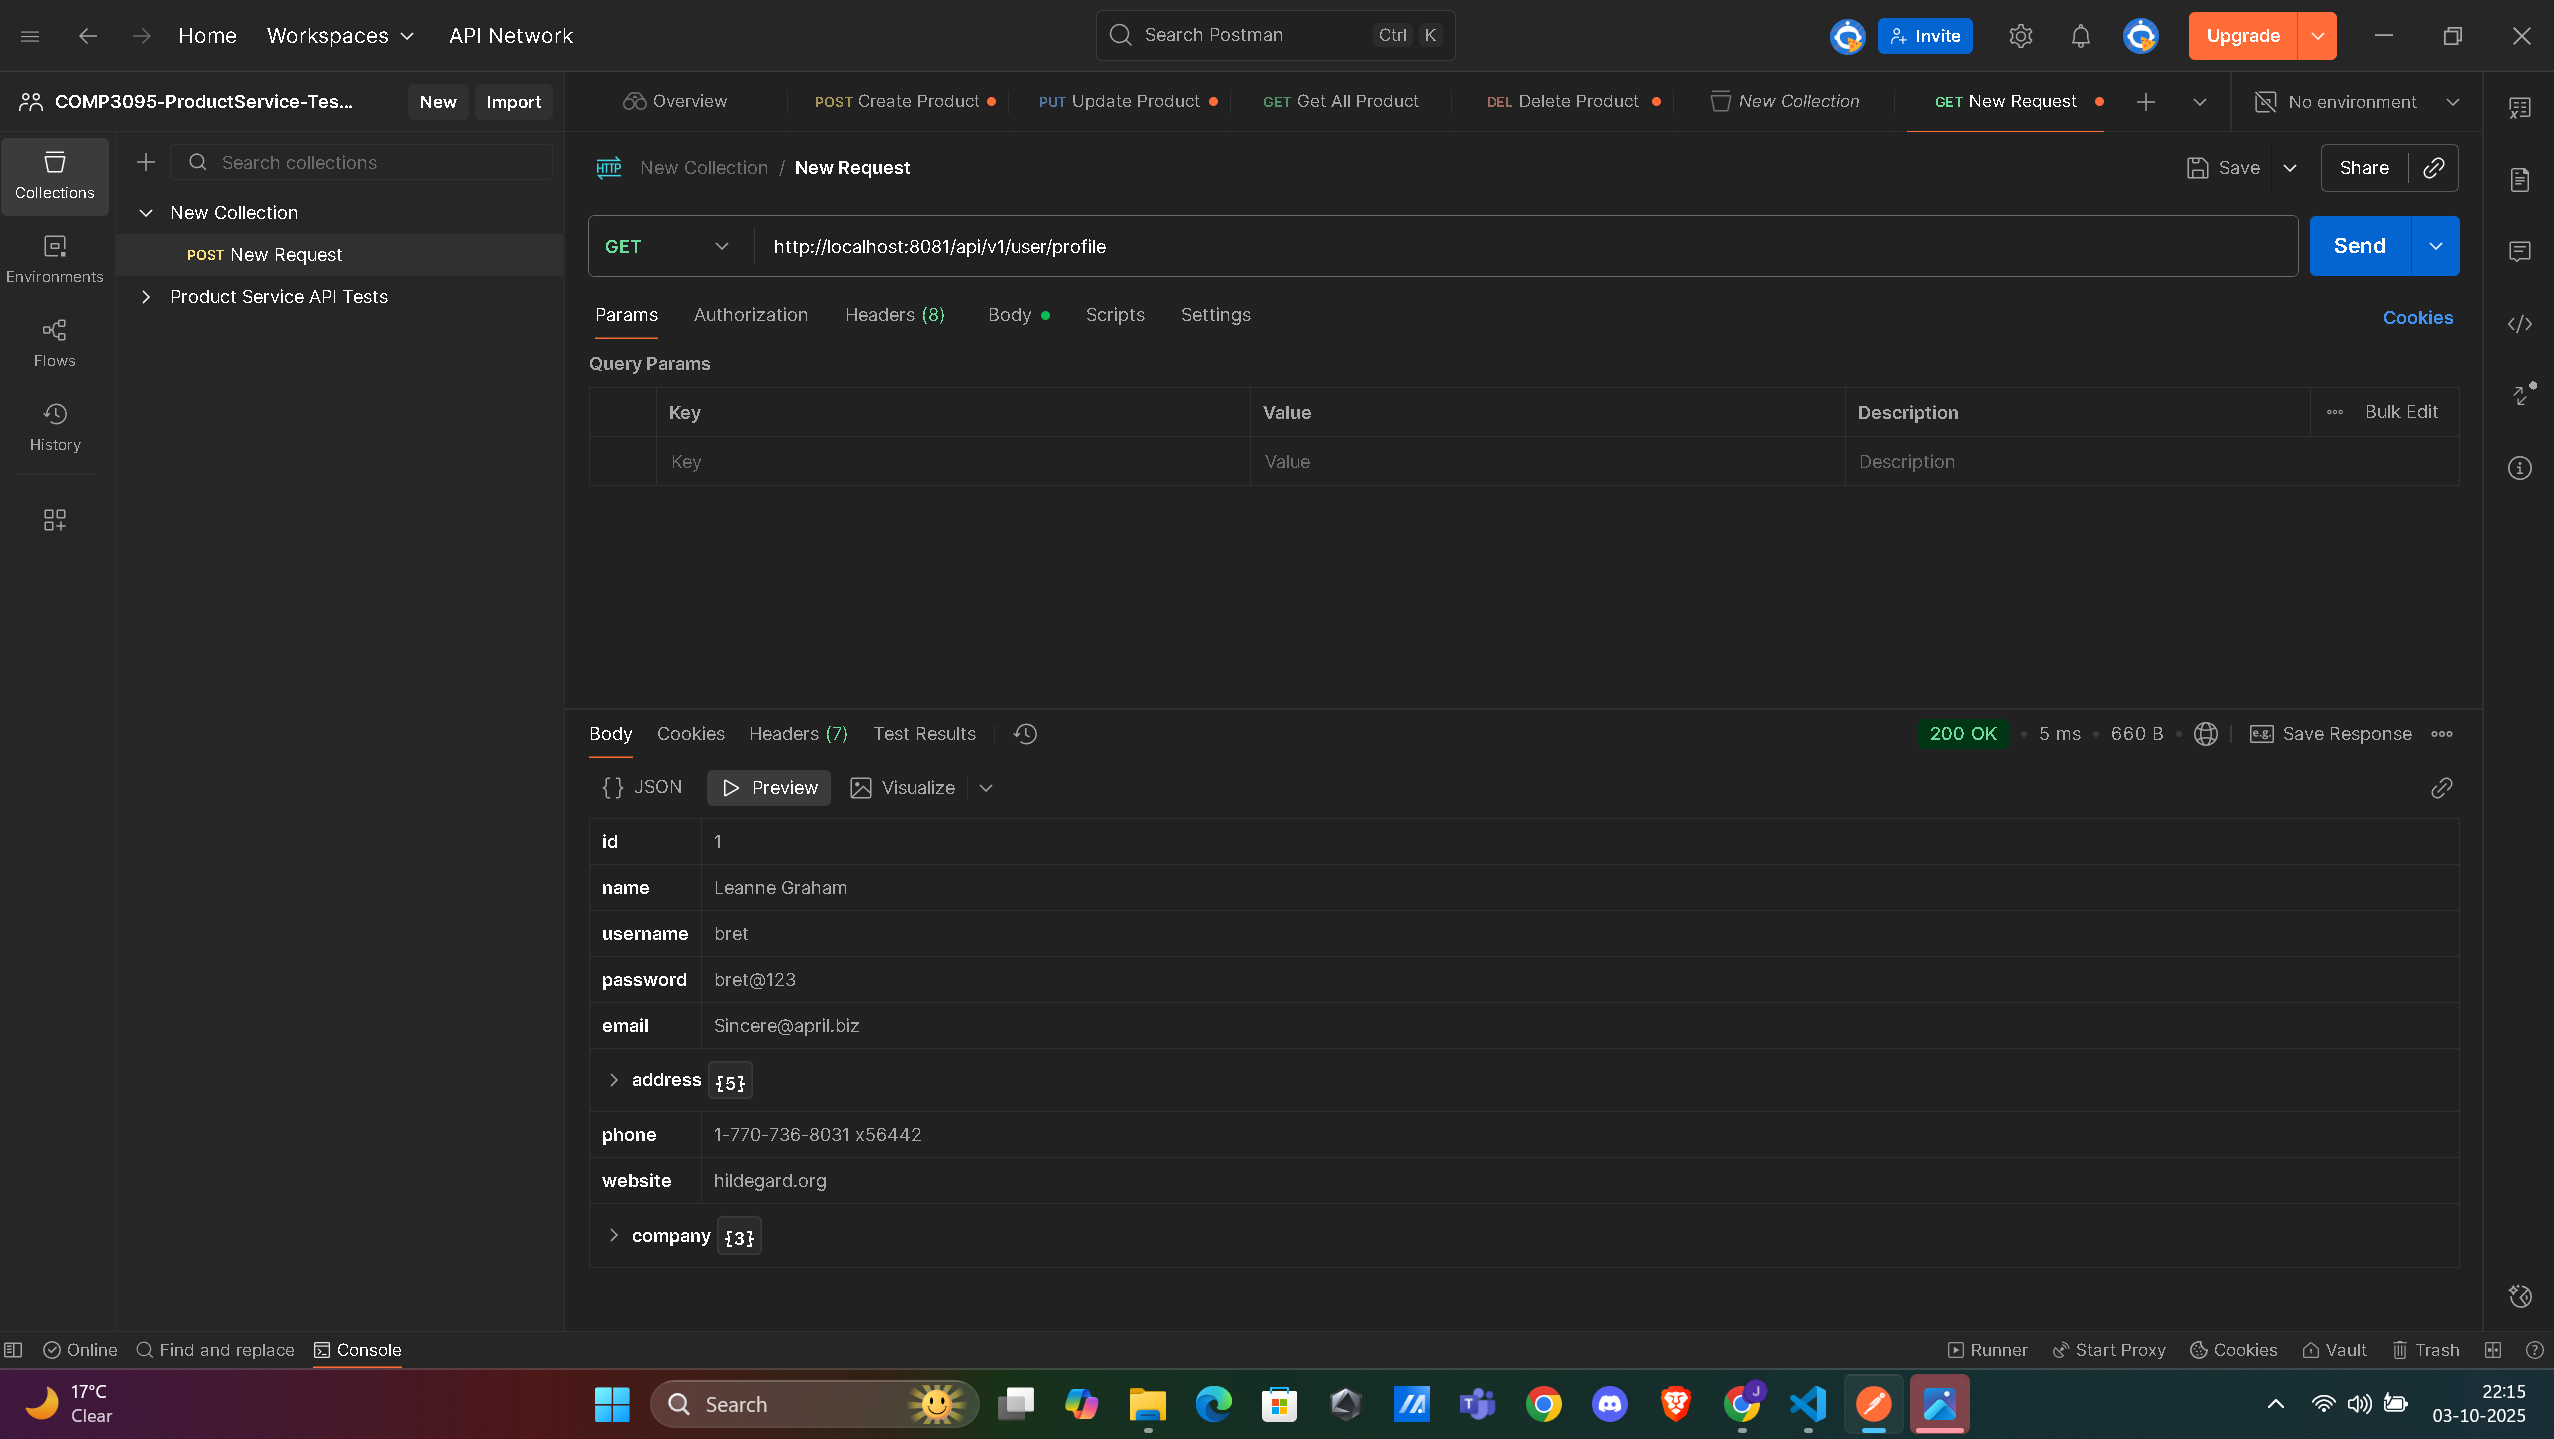 Home Workspaces API Network Search Postman Ctrl K Invite Upgrade
COMP3095-ProductService-Tes... New Import
Overview POST Create Product PUT Update Product GET Get All Product DEL Delete Product New Collection GET New Request No environment
Search collections
Collections
Environments
Flows
History
New Collection
POST New Request
Product Service API Tests
HTTP New Collection / New Request Save Share
GET http://localhost:8081/api/v1/user/profile Send
Params Authorization Headers (8) Body Scripts Settings Cookies
Query Params
Key Value Description Bulk Edit
Key Value Description
Body Cookies Headers (7) Test Results 200 OK 5 ms 660 B e.g. Save Response
{} JSON Preview Visualize
id 1
name Leanne Graham
username bret
password bret@123
email Sincere@april.biz
address {5}
phone 1-770-736-8031 x56442
website hildegard.org
company {3}
Online Find and replace Console Runner Start Proxy Cookies Vault Trash
17°C
Clear
Search
J
22:15
03-10-2025